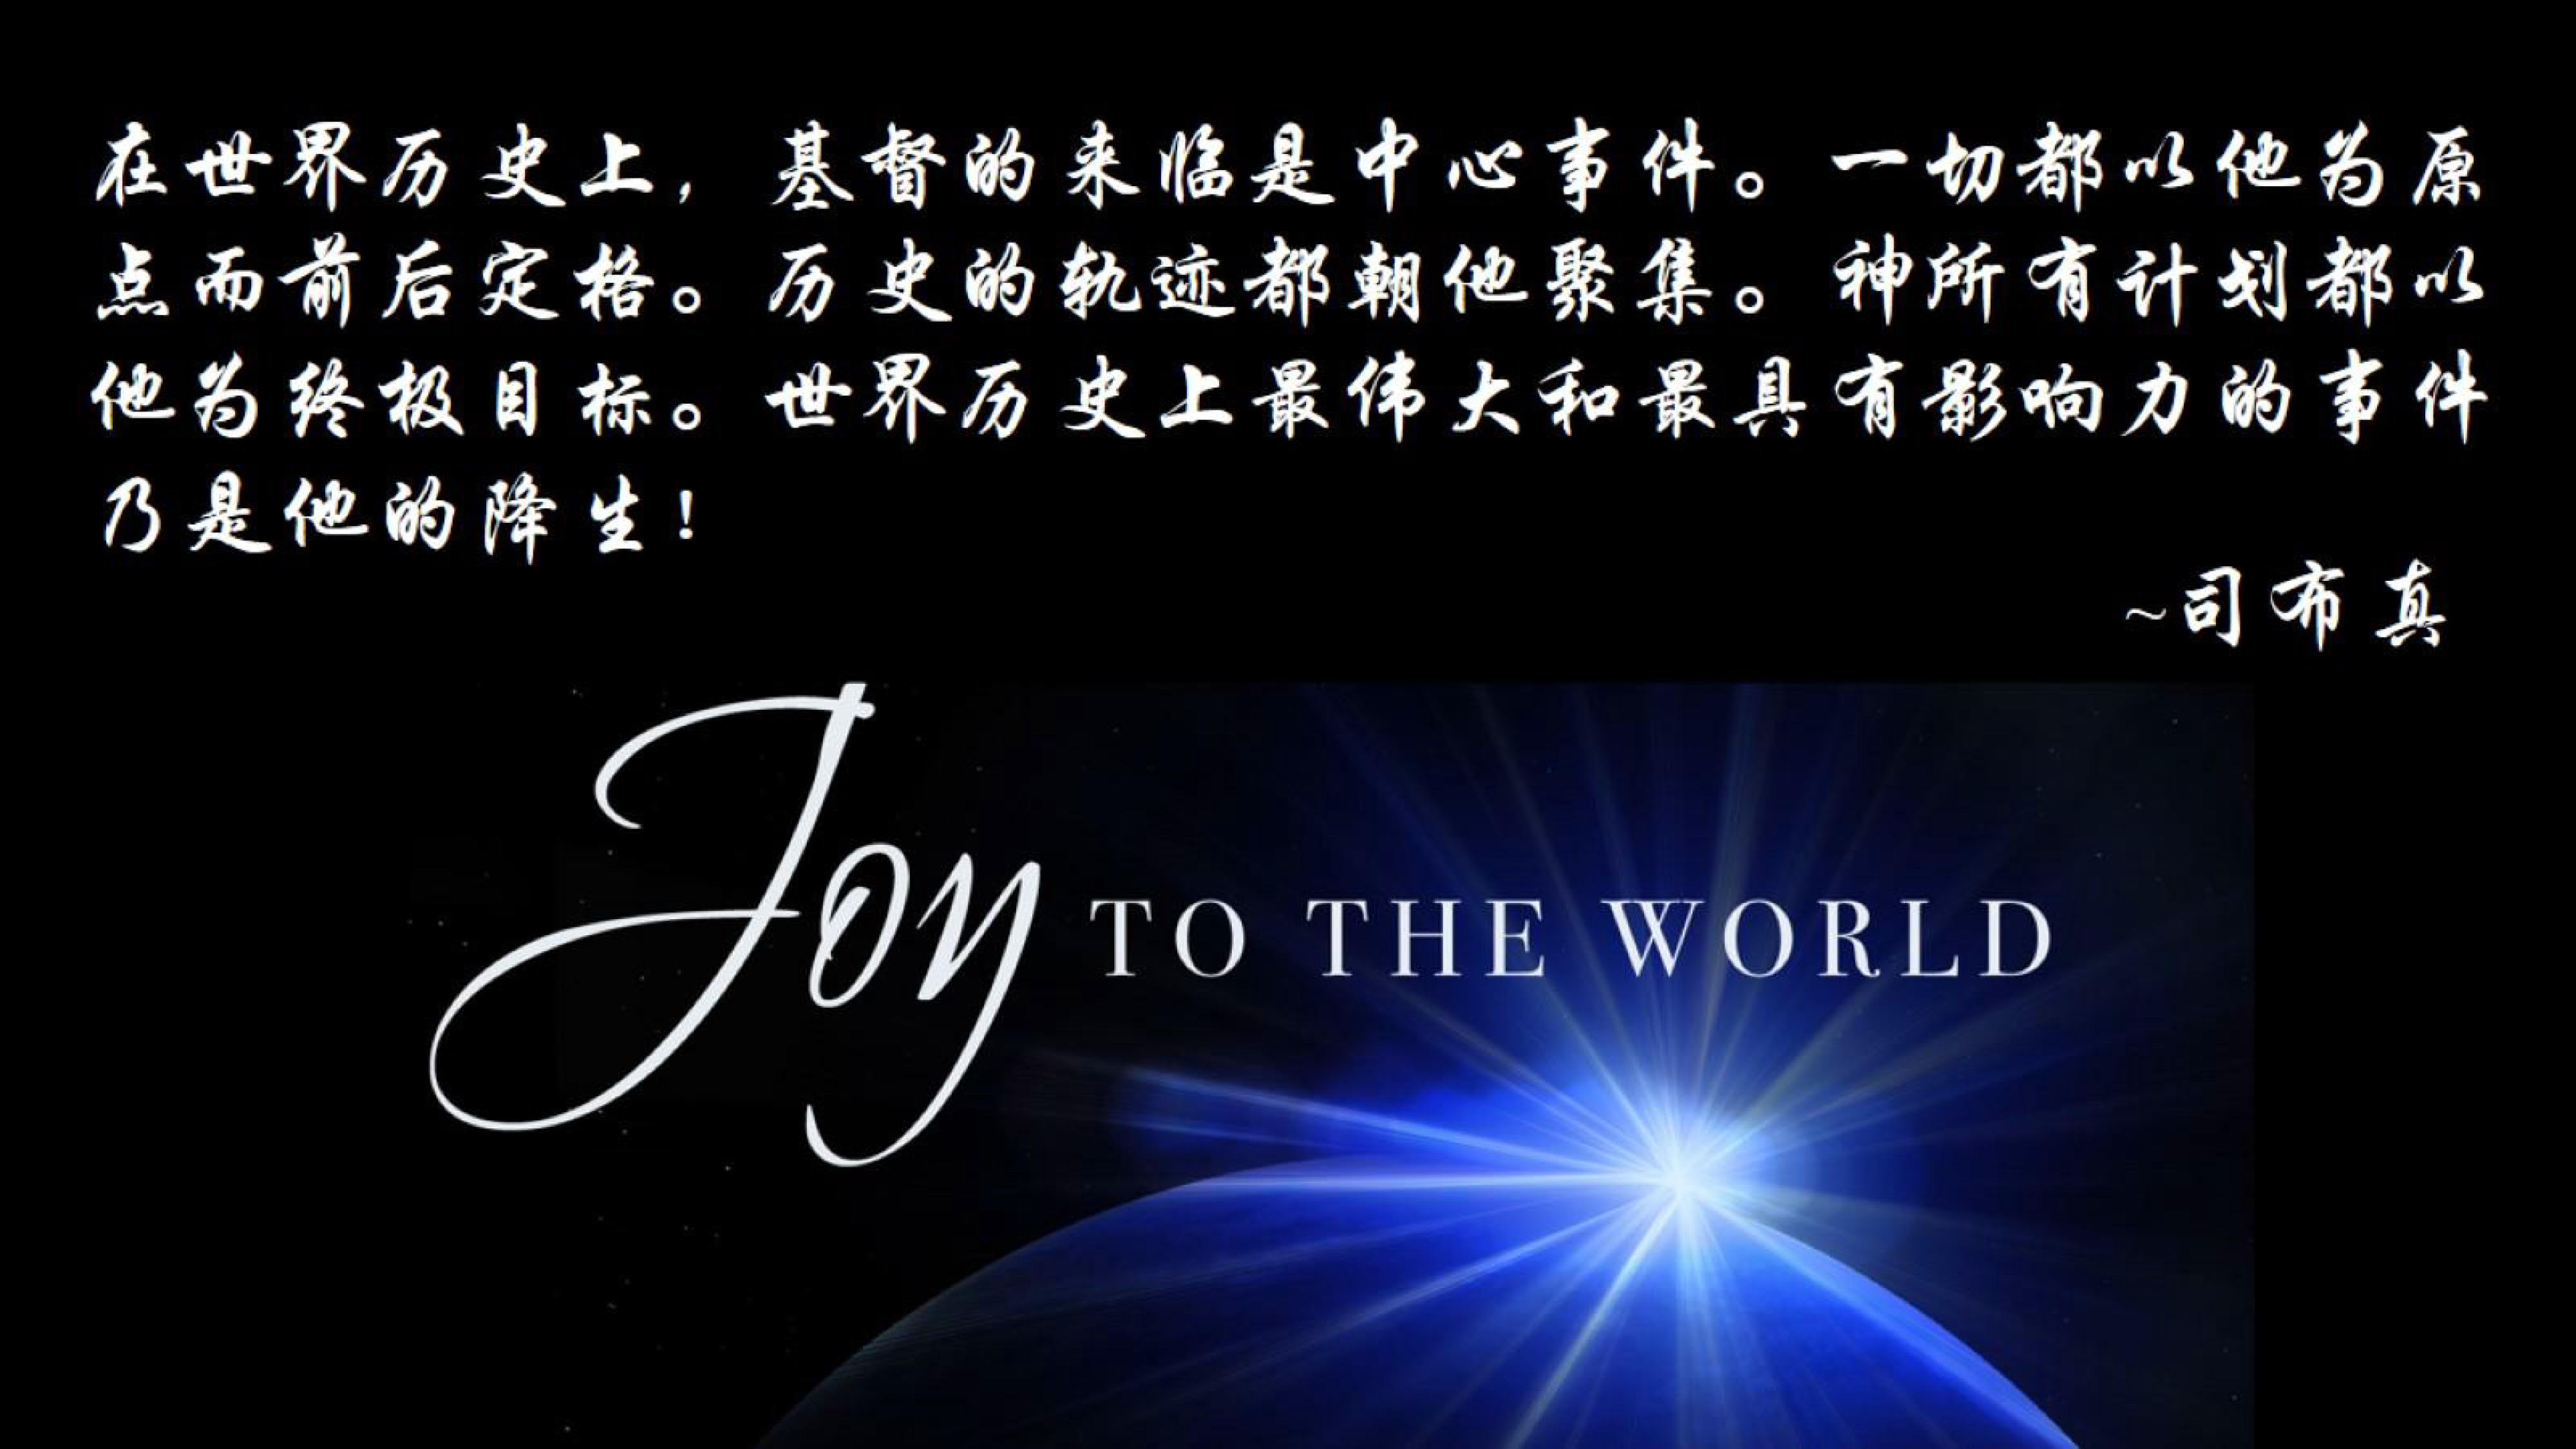 在世界历史上，基督的来临是中心事件。一切都以他为原
点而前后定格。历史的轨迹都朝他聚集。神所有计划都以
他为终极目标。世界历史上最伟大和最具有影响力的事件
乃是他的降生！
~司布真
Joy TO THE WORLD